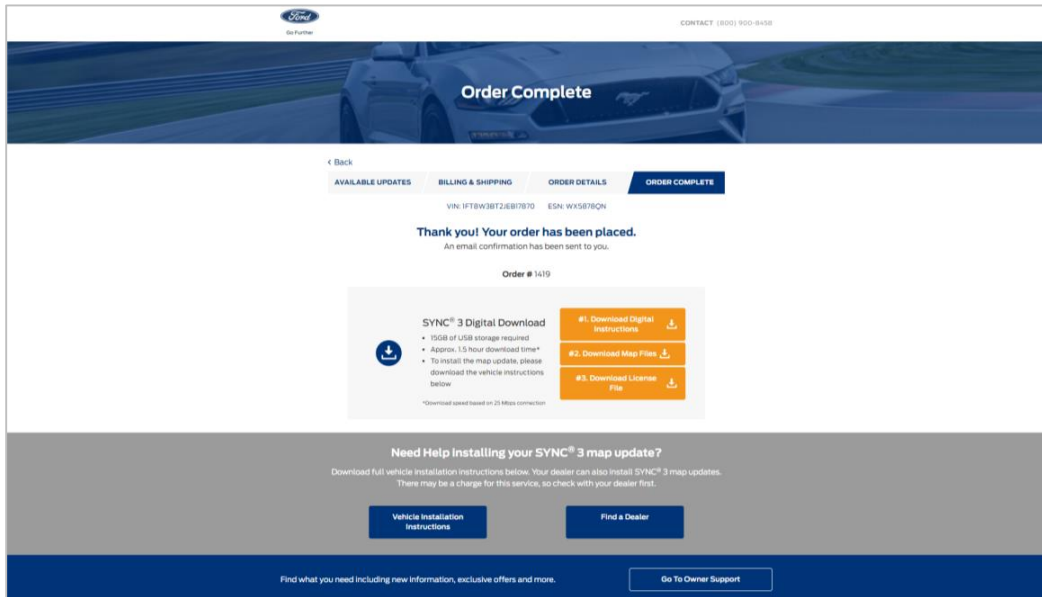 Ford
Go Further
CONTACT (800) 900-8458
Order Complete
< Back
AVAILABLE UPDATES
BILLING & SHIPPING
ORDER DETAILS
ORDER COMPLETE
VIN: 1FT8W3BT2JEB17870 ESN: WX5878QN
Thank you! Your order has been placed.
An email confirmation has been sent to you.
Order # 1419
SYNC® 3 Digital Download
• 15GB of USB storage required
• Approx. 1.5 hour download time*
• To install the map update, please
download the vehicle instructions
below
*Download speed based on 25 Mbps connection
#1. Download Digital
Instructions
#2. Download Map Files
#3. Download License
File
Need Help Installing your SYNC® 3 map update?
Download full vehicle installation instructions below. Your dealer can also install SYNC® 3 map updates.
There may be a charge for this service, so check with your dealer first.
Vehicle Installation
Instructions
Find a Dealer
Find what you need including new information, exclusive offers and more.
Go To Owner Support